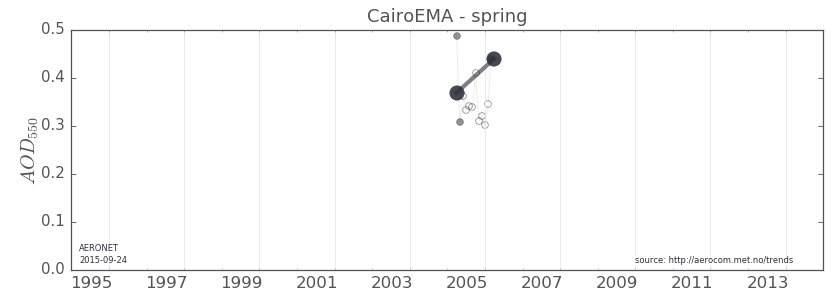 CairoEMA - spring
0.5
0.4
0.3
0.2
0.1
0.0
AOD550
AERONET
2015-09-24
source: http://aerocom.met.no/trends
1995 1997 1999 2001 2003 2005 2007 2009 2011 2013